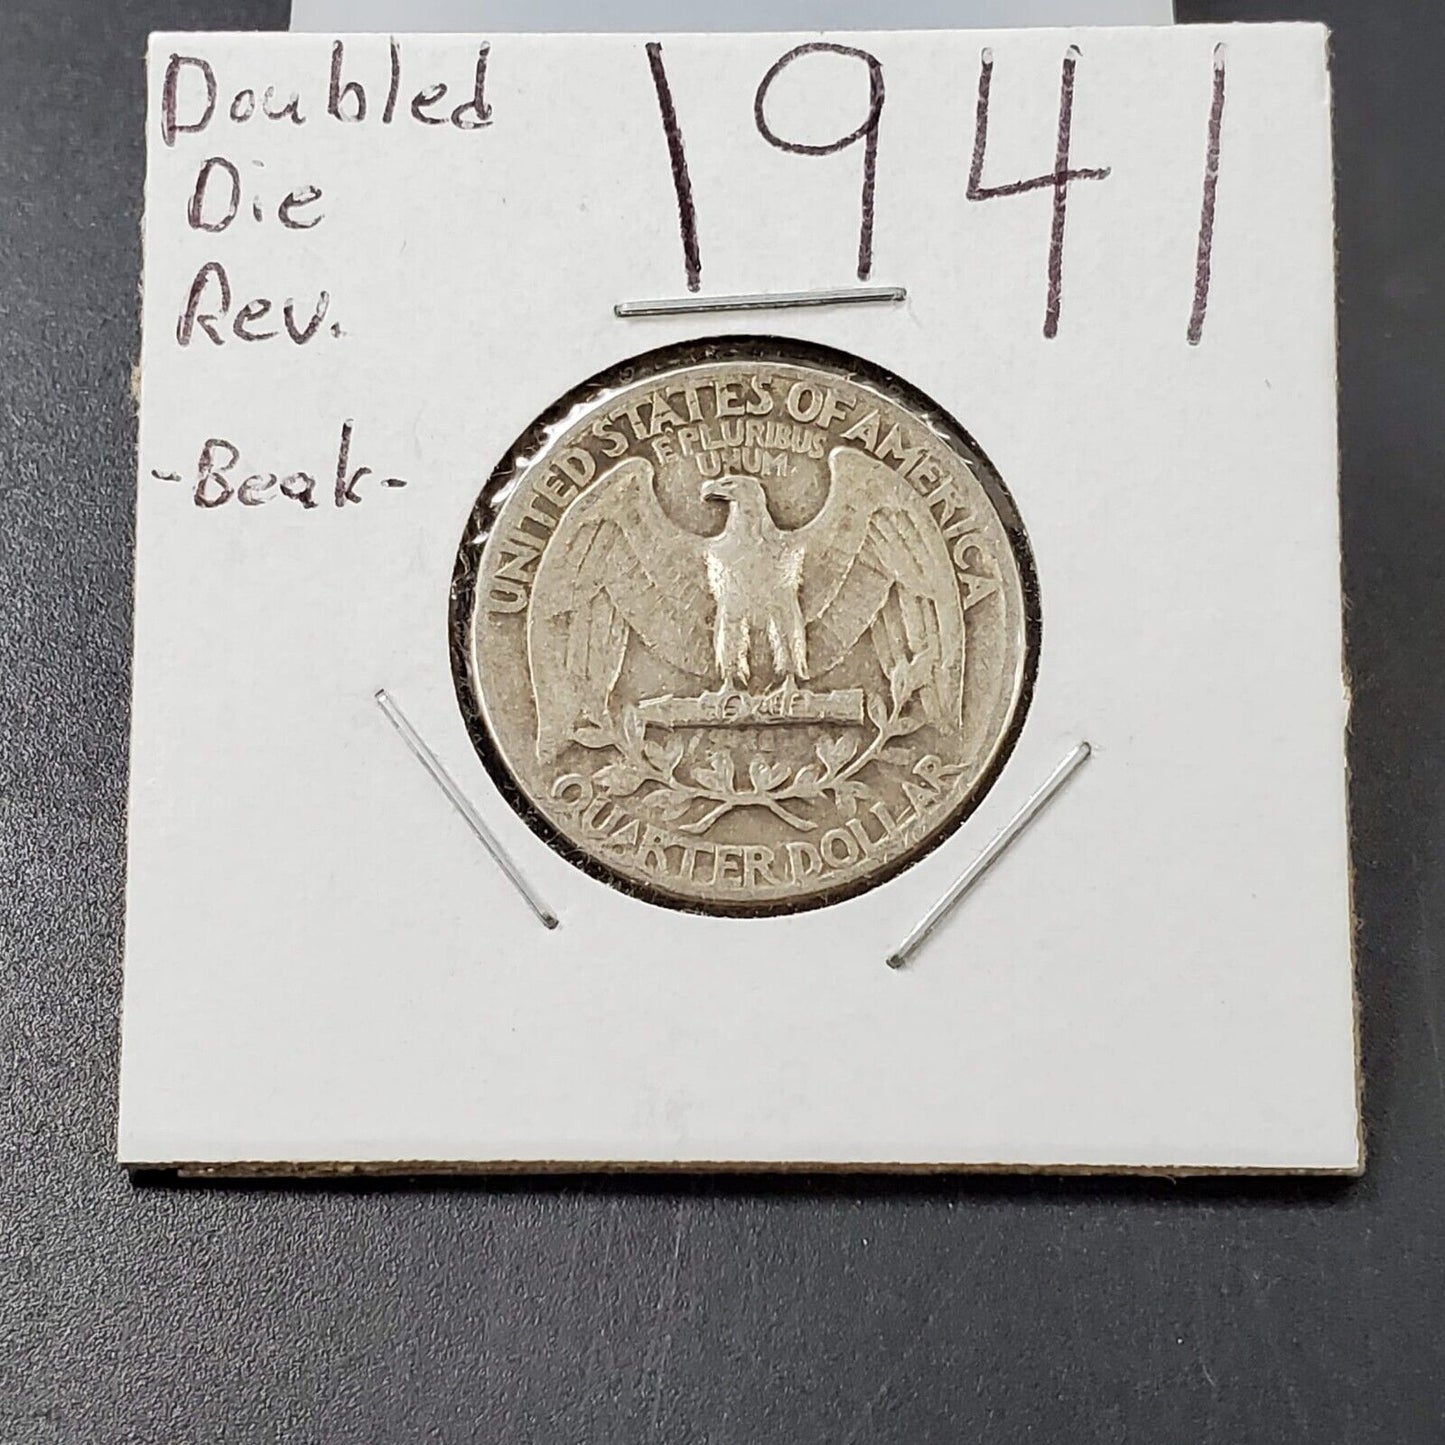 Doubled
Die
Rev.
-Beak-
1941
UNITED STATES OF AMERICA
E PLURIBUS
UNUM
QUARTER DOLLAR